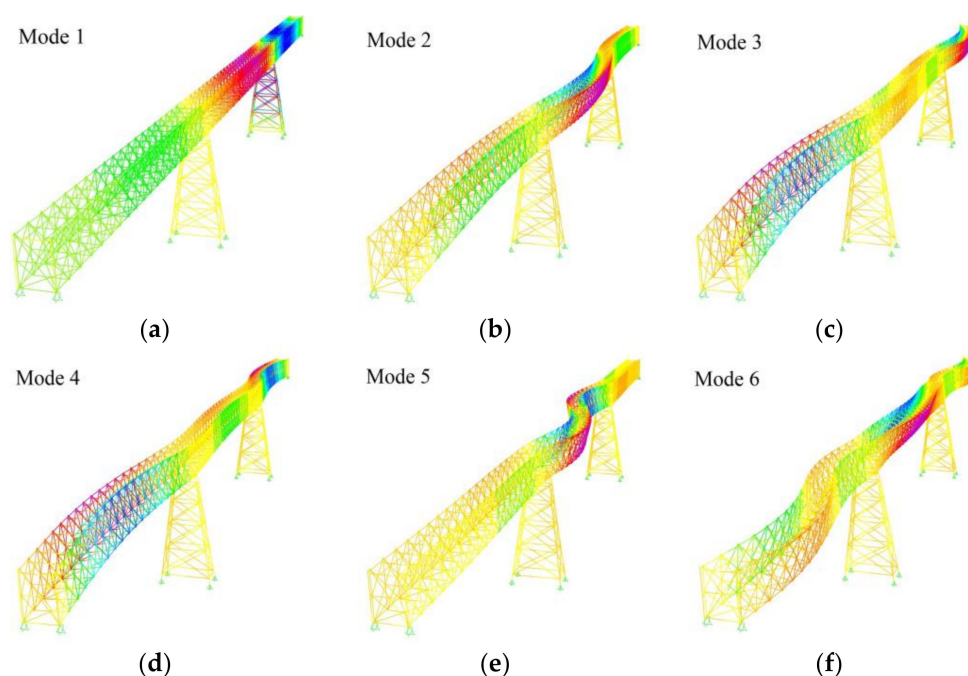 Mode 1
Mode 2
Mode 3
(a)
(b)
(c)
Mode 4
Mode 5
Mode 6
(d)
(e)
(f)